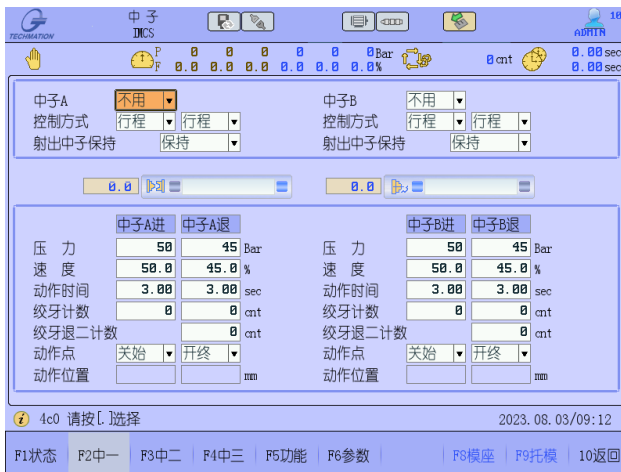 TECHMATION 中子 IMCS ADMIN 10
P 0 0 0 0 0 0Bar 0cnt 0.00sec
F 0.0 0.0 0.0 0.0 0.0 0.0% 0.00sec
中子A 不用 中子B 不用
控制方式 行程 行程 控制方式 行程 行程
射出中子保持 保持 射出中子保持 保持
0.0 0.0
中子A进 中子A退 中子B进 中子B退
压 力 50 45 Bar 压 力 50 45 Bar
速 度 50.0 45.0 % 速 度 50.0 45.0 %
动作时间 3.00 3.00 sec 动作时间 3.00 3.00 sec
绞牙计数 0 0 cnt 绞牙计数 0 0 cnt
绞牙退二计数 0 cnt 绞牙退二计数 0 cnt
动作点 关始 开终 动作点 关始 开终
动作位置 mm 动作位置 mm
4c0 请按[.]选择 2023.08.03/09:12
F1状态 F2中一 F3中二 F4中三 F5功能 F6参数 F8模座 F9托模 10返回